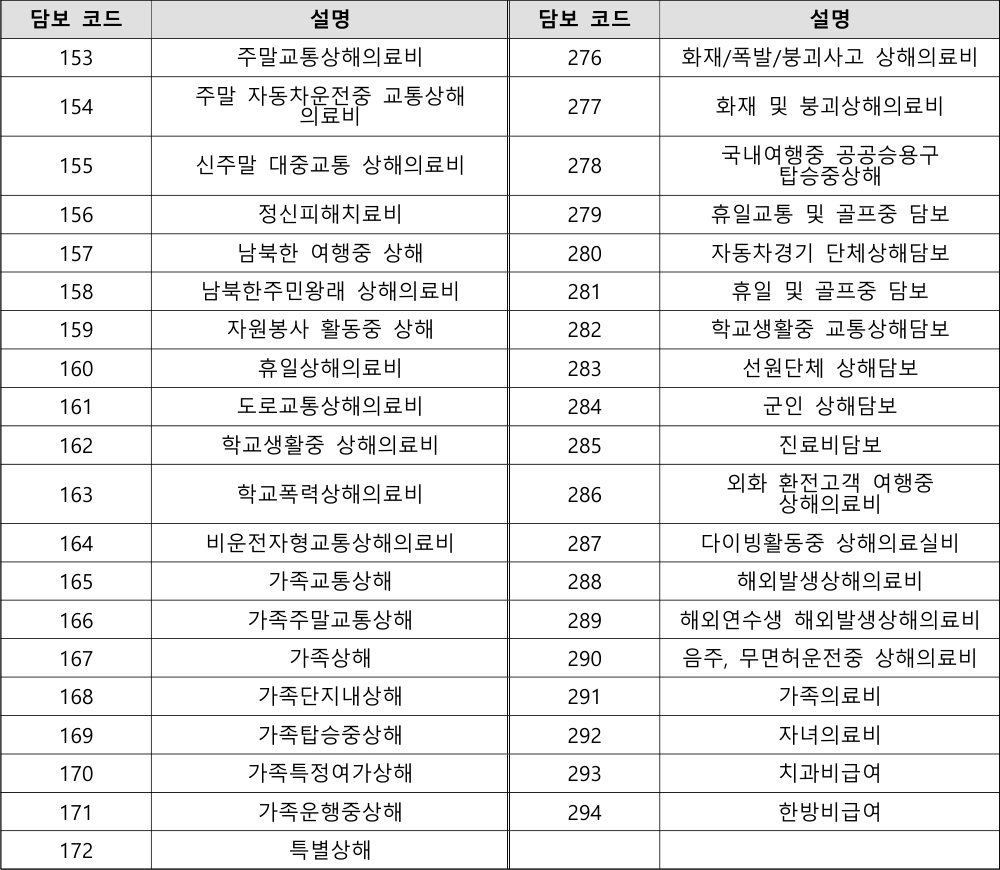 담보 코드 설명 담보 코드 설명
153 주말교통상해의료비 276 화재/폭발/붕괴사고 상해의료비
154 주말 자동차운전중 교통상해
의료비 277 화재 및 붕괴상해의료비
155 신주말 대중교통 상해의료비 278 국내여행중 공공승용구
탑승중상해
156 정신피해치료비 279 휴일교통 및 골프중 담보
157 남북한 여행중 상해 280 자동차경기 단체상해담보
158 남북한주민왕래 상해의료비 281 휴일 및 골프중 담보
159 자원봉사 활동중 상해 282 학교생활중 교통상해담보
160 휴일상해의료비 283 선원단체 상해담보
161 도로교통상해의료비 284 군인 상해담보
162 학교생활중 상해의료비 285 진료비담보
163 학교폭력상해의료비 286 외화 환전고객 여행중
상해의료비
164 비운전자형교통상해의료비 287 다이빙활동중 상해의료실비
165 가족교통상해 288 해외발생상해의료비
166 가족주말교통상해 289 해외연수생 해외발생상해의료비
167 가족상해 290 음주, 무면허운전중 상해의료비
168 가족단지내상해 291 가족의료비
169 가족탑승중상해 292 자녀의료비
170 가족특정여가상해 293 치과비급여
171 가족운행중상해 294 한방비급여
172 특별상해